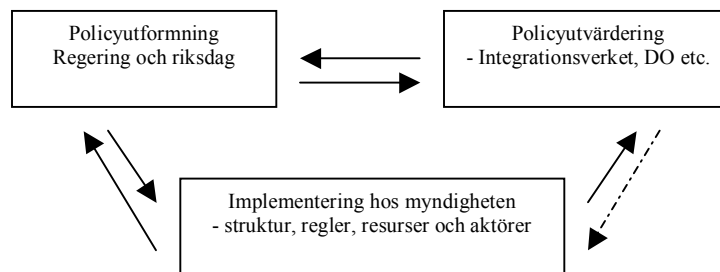 Policyutformning
Regering och riksdag
Policyutvärdering
- Integrationsverket, DO etc.
Implementering hos myndigheten
- struktur, regler, resurser och aktörer